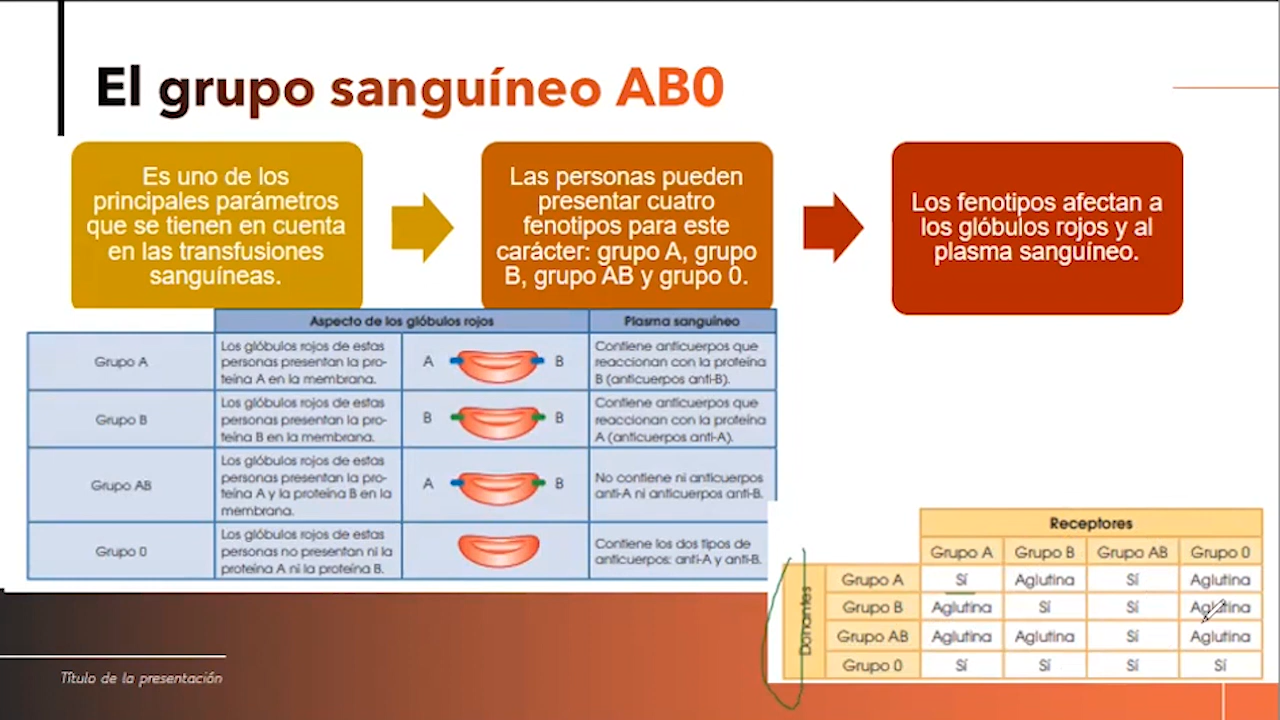 El grupo sanguíneo AB0
Es uno de los
principales parámetros
que se tienen en cuenta
en las transfusiones
sanguíneas.
Las personas pueden
presentar cuatro
fenotipos para este
carácter: grupo A, grupo
B, grupo AB y grupo 0.
Los fenotipos afectan a
los glóbulos rojos y al
plasma sanguíneo.
Aspecto de los glóbulos rojos
Plasma sanguíneo
Grupo A
Los glóbulos rojos de estas
personas presentan la pro-
teína A en la membrana.
A
B
Contiene anticuerpos que
reaccionan con la proteína
B (anticuerpos anti-B).
Grupo B
Los glóbulos rojos de estas
personas presentan la pro-
teína B en la membrana.
B
B
Contiene anticuerpos que
reaccionan con la proteína
A (anticuerpos anti-A).
Grupo AB
Los glóbulos rojos de estas
personas presentan la pro-
teína A y la proteína B en la
membrana.
A
B
No contiene ni anticuerpos
anti-A ni anticuerpos anti-B.
Grupo 0
Los glóbulos rojos de estas
personas no presentan ni la
proteína A ni la proteína B.
Contiene los dos tipos de
anticuerpos: anti-A y anti-B.
Receptores
Grupo A Grupo B Grupo AB Grupo 0
Donantes
Grupo A Sí Aglutina Sí Aglutina
Grupo B Aglutina Sí Sí Aglutina
Grupo AB Aglutina Aglutina Sí Aglutina
Grupo 0 Sí Sí Sí Sí
Título de la presentación